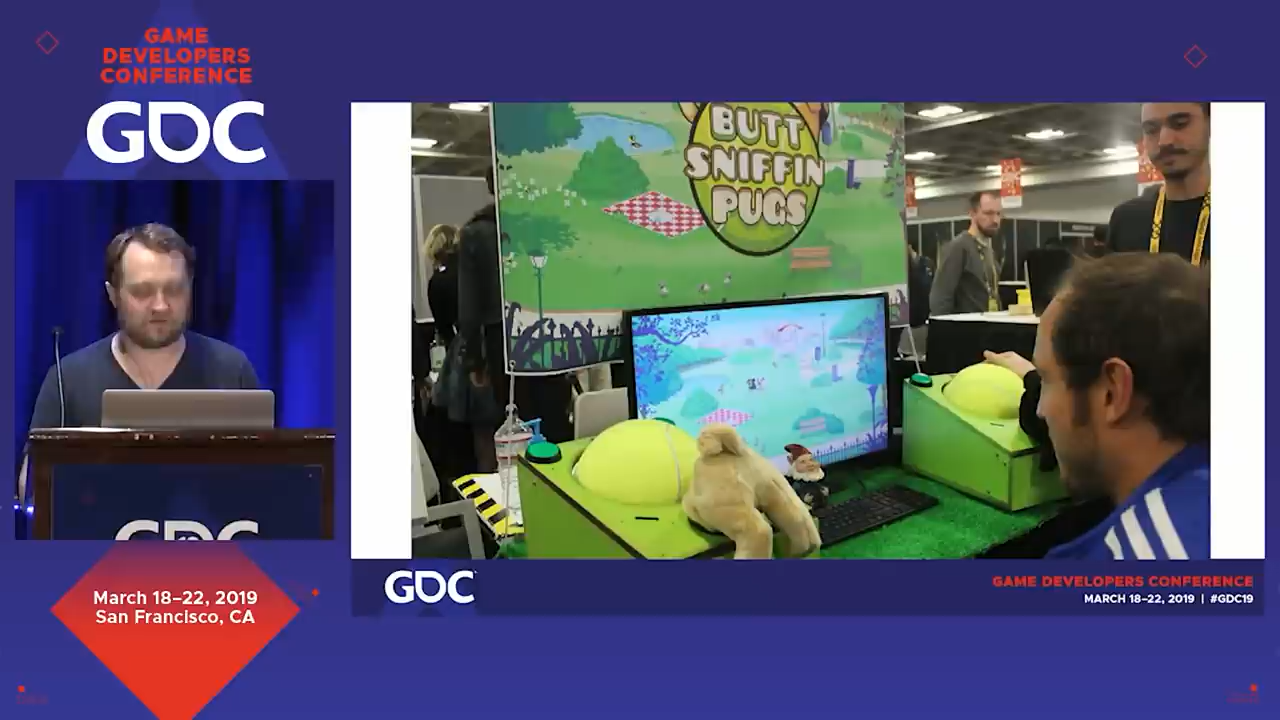 GAME
DEVELOPERS
CONFERENCE
GDC
BUTT
SNIFFIN
PUGS
GDC
March 18–22, 2019
San Francisco, CA
GDC
GAME DEVELOPERS CONFERENCE
MARCH 18–22, 2019 | #GDC19